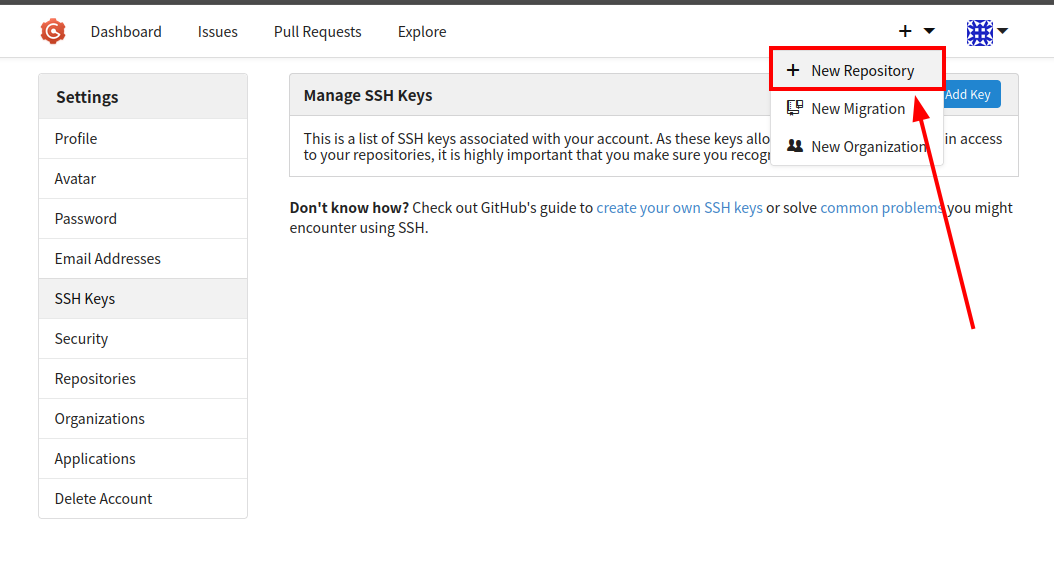 Dashboard Issues Pull Requests Explore
New Repository
New Migration
New Organization
Settings
Profile
Avatar
Password
Email Addresses
SSH Keys
Security
Repositories
Organizations
Applications
Delete Account
Manage SSH Keys
Add Key
This is a list of SSH keys associated with your account. As these keys in access
to your repositories, it is highly important that you make sure you
Don't know how? Check out GitHub's guide to create your own SSH keys or solve common problems you might
encounter using SSH.